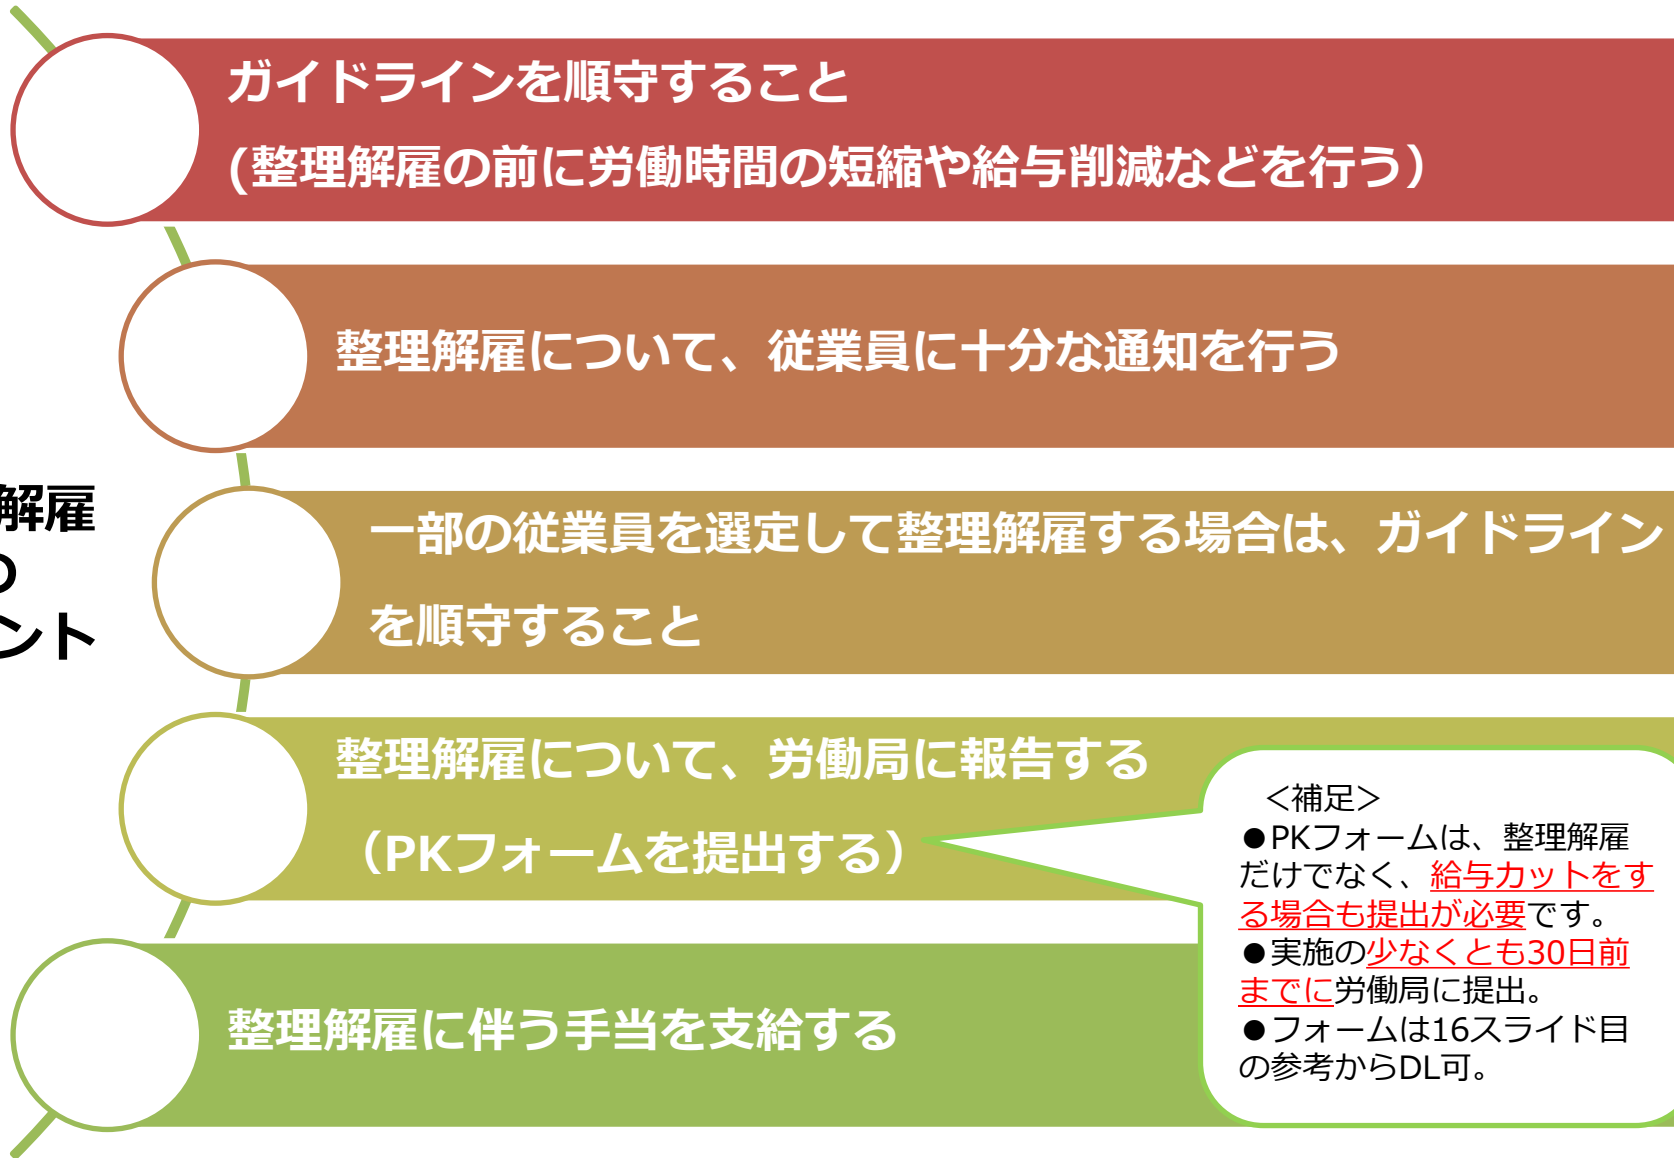 ガイドラインを順守すること
(整理解雇の前に労働時間の短縮や給与削減などを行う）
整理解雇について、従業員に十分な通知を行う
解雇
の
ント
一部の従業員を選定して整理解雇する場合は、ガイドライン
を順守すること
整理解雇について、労働局に報告する
（PKフォームを提出する）
＜補足＞
●PKフォームは、整理解雇
だけでなく、給与カットをす
る場合も提出が必要です。
●実施の少なくとも30日前
までに労働局に提出。
●フォームは16スライド目
の参考からDL可。
整理解雇に伴う手当を支給する